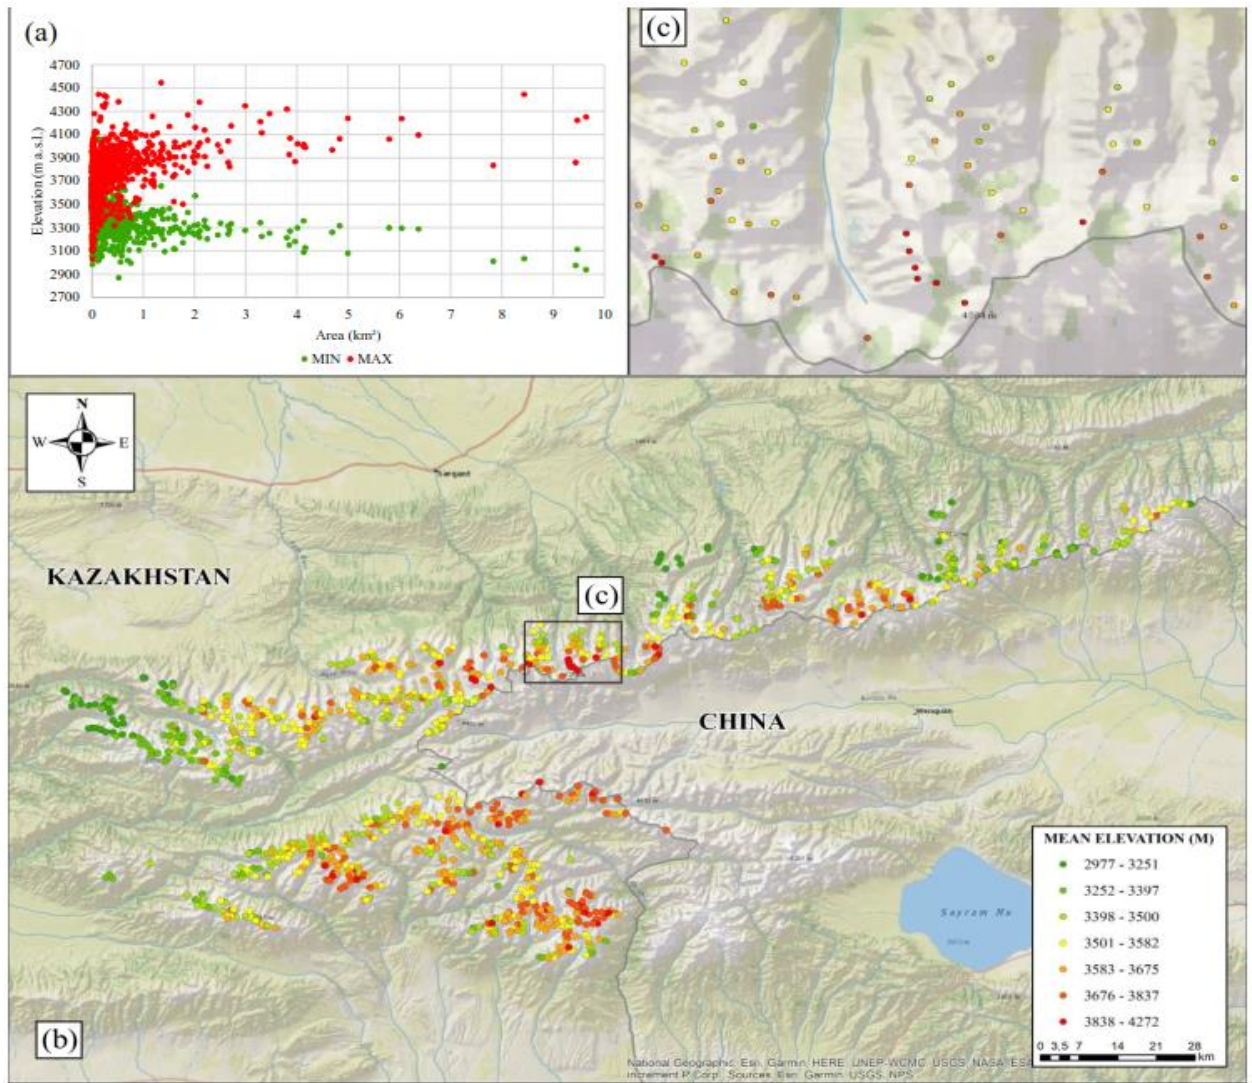 (a)
4700
4500
4300
4100
3900
3700
3500
3300
3100
2900
2700
Elevation (m a.s.l.)
0 1 2 3 4 5 6 7 8 9 10
Area (km²)
MIN MAX
(c)
N
W E
S
KAZAKHSTAN
(c)
CHINA
MEAN ELEVATION (M)
2977 - 3251
3252 - 3397
3398 - 3500
3501 - 3582
3583 - 3675
3676 - 3837
3838 - 4272
0 3,5 7 14 21 28
km
Sayram Hu
(b)
National Geographic, Esri, Garmin, HERE, UNEP-WCMC, USGS, NASA, ESA
increment P Corp., Sources: Esri, Garmin, USGS, NPS